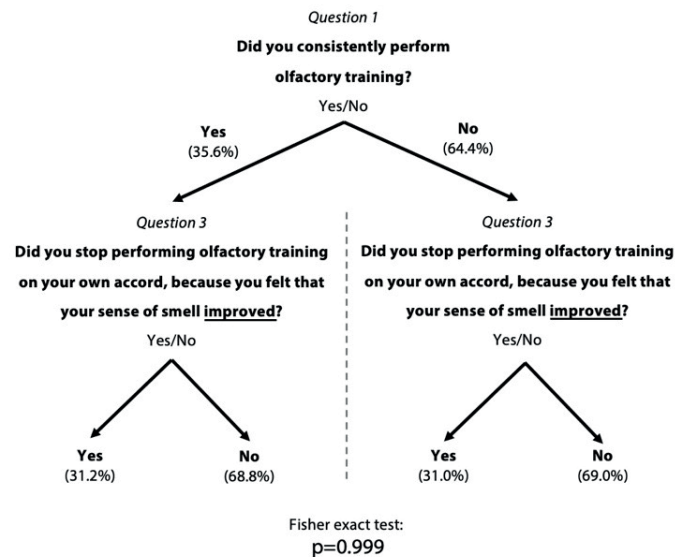 Question 1
Did you consistently perform
olfactory training?
Yes/No
Yes
(35.6%)
No
(64.4%)
Question 3
Did you stop performing olfactory training
on your own accord, because you felt that
your sense of smell improved?
Yes/No
Yes
(31.2%)
No
(68.8%)
Question 3
Did you stop performing olfactory training
on your own accord, because you felt that
your sense of smell improved?
Yes/No
Yes
(31.0%)
No
(69.0%)
Fisher exact test:
p=0.999